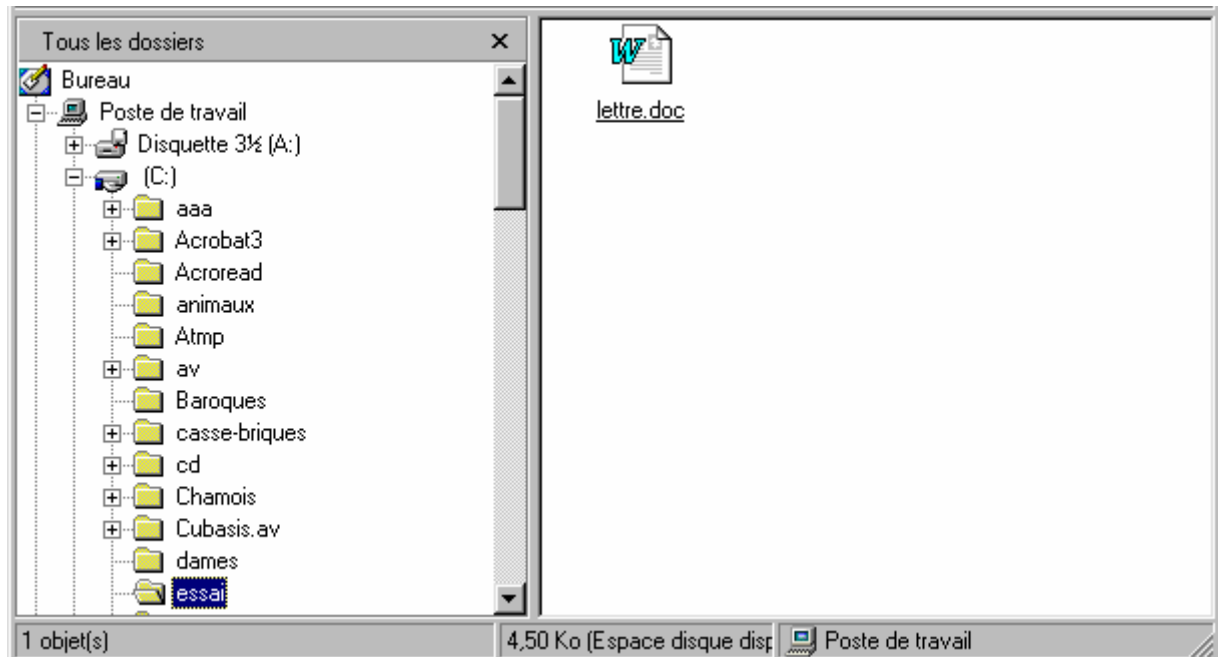 Tous les dossiers
Bureau
Poste de travail
Disquette 3½ (A:)
(C:)
aaa
Acrobat3
Acroread
animaux
Atmp
av
Baroques
casse-briques
cd
Chamois
Cubasis.av
dames
essai
lettre.doc
1 objet(s)
4,50 Ko (Espace disque disp
Poste de travail